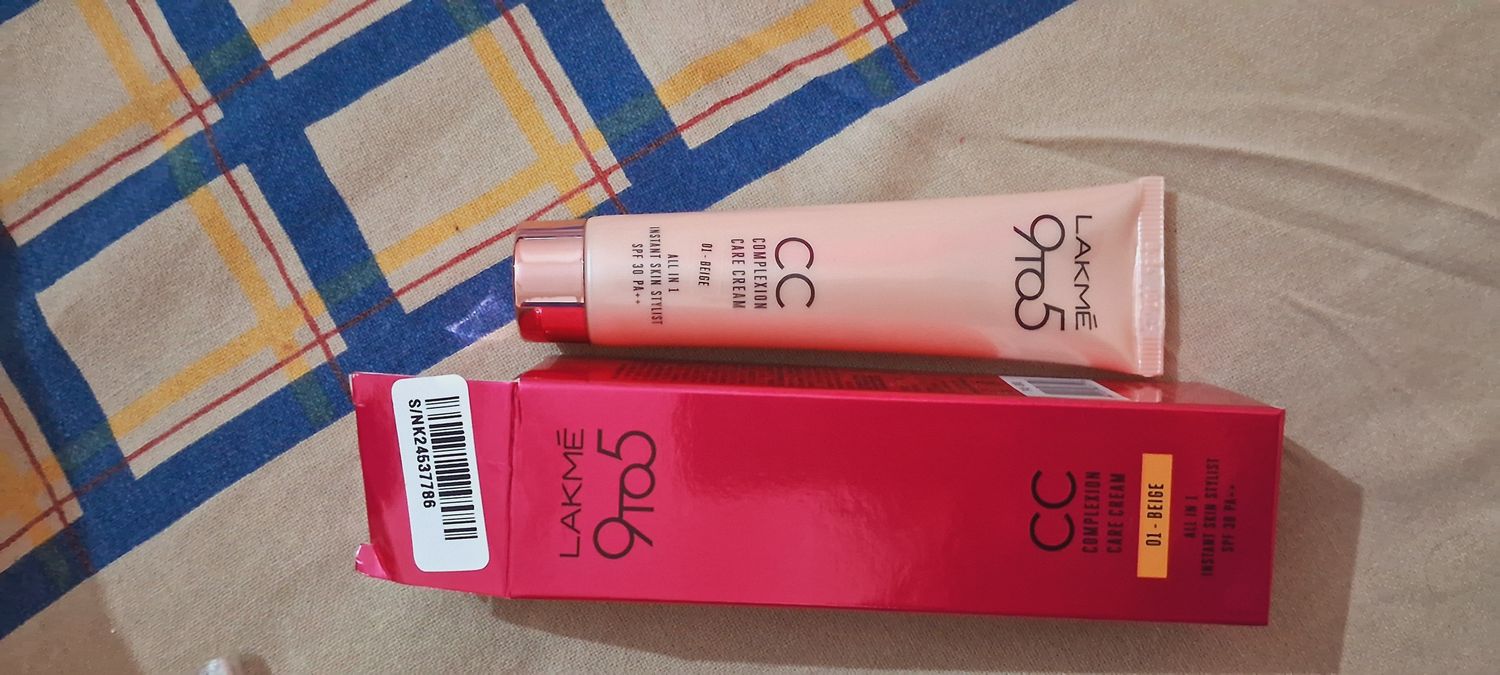 LAKMĒ
9TO5
CC
COMPLEXION
CARE CREAM
01 - BEIGE
ALL IN 1
INSTANT SKIN STYLIST
SPF 30 PA++
S/NK24537786
LAKMĒ
9TO5
CC
COMPLEXION
CARE CREAM
01 - BEIGE
ALL IN 1
INSTANT SKIN STYLIST
SPF 30 PA++